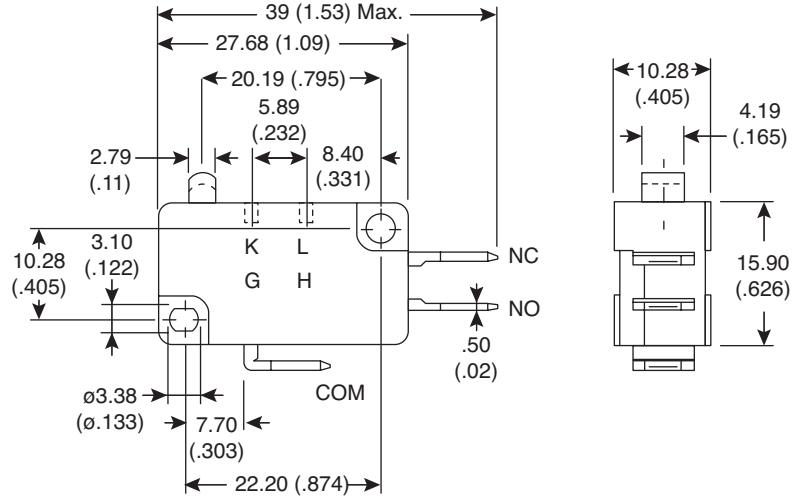 39 (1.53) Max.
27.68 (1.09)
20.19 (.795)
5.89
(.232)
2.79
(.11)
8.40
(.331)
10.28
(.405)
4.19
(.165)
3.10
(.122)
10.28
(.405)
K L
G H
NC
NO
15.90
(.626)
.50
(.02)
COM
ø3.38
(ø.133)
7.70
(.303)
22.20 (.874)